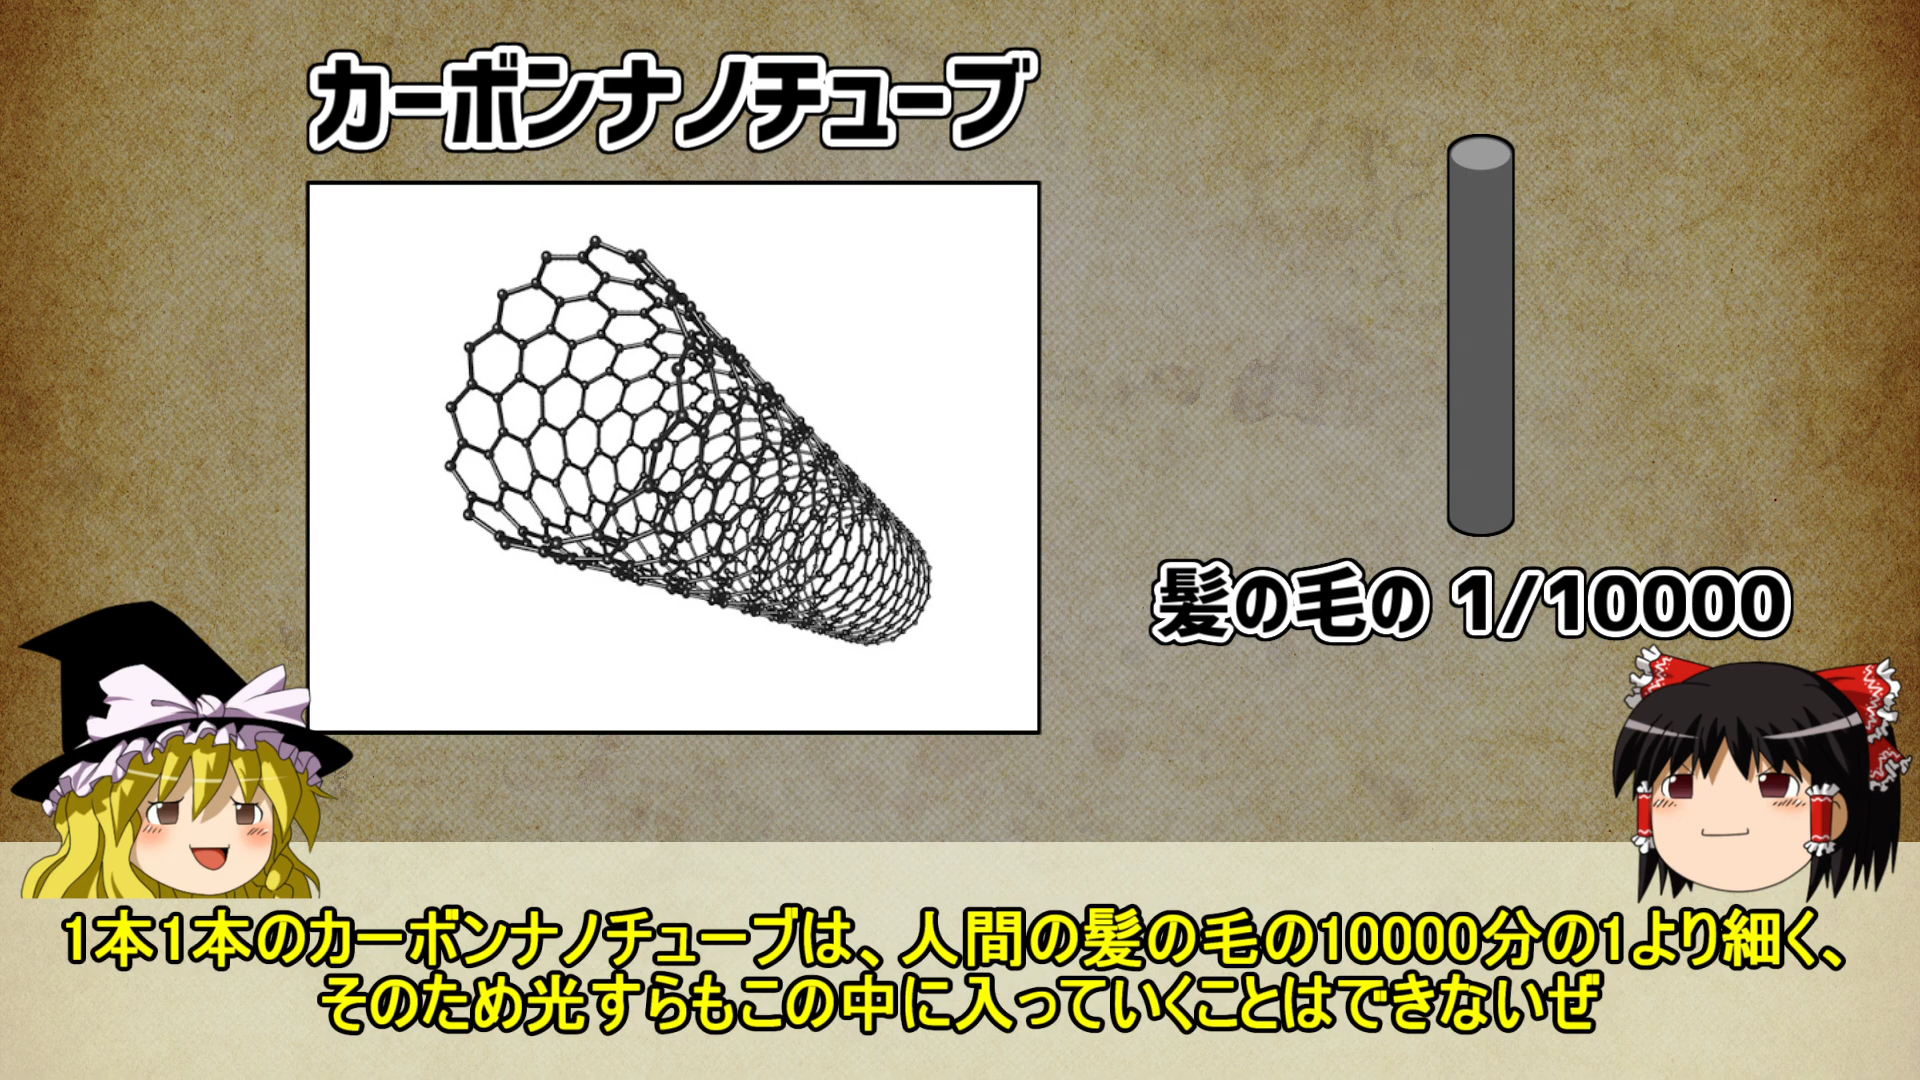 カーボンナノチューブ
髪の毛の 1/10000
1本1本のカーボンナノチューブは、人間の髪の毛の10000分の1より細く、
そのため光すらもこの中に入っていくことはできないぜ